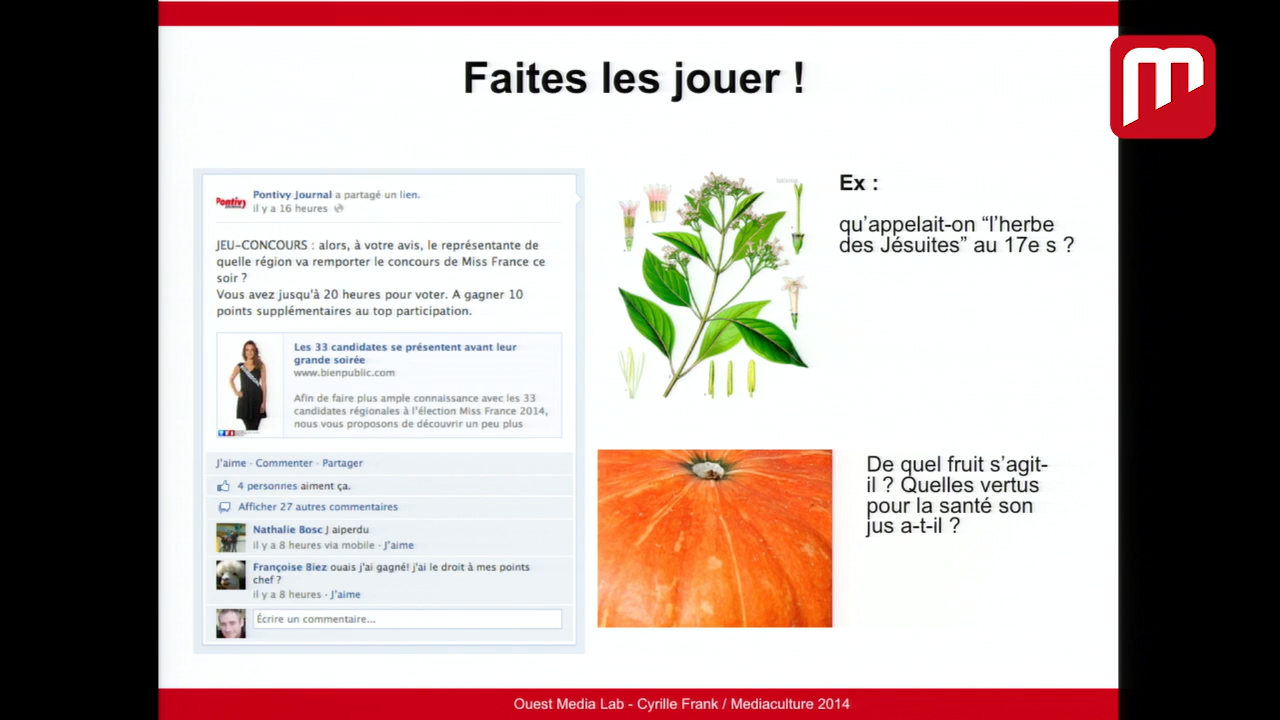 Faites les jouer !
Pontivy Journal a partagé un lien.
il y a 16 heures
JEU-CONCOURS : alors, à votre avis, le représentante de
quelle région va remporter le concours de Miss France ce
soir ?
Vous avez jusqu'à 20 heures pour voter. A gagner 10
points supplémentaires au top participation.
Les 33 candidates se présentent avant leur
grande soirée
www.bienpublic.com
Afin de faire plus ample connaissance avec les 33
candidates régionales à l'élection Miss France 2014,
nous vous proposons de découvrir un peu plus
TF1
J'aime · Commenter · Partager
4 personnes aiment ça.
Afficher 27 autres commentaires
Nathalie Bosc J aiperdu
il y a 8 heures via mobile · J'aime
Françoise Biez ouais j'ai gagné! j'ai le droit à mes points
chef ?
il y a 8 heures · J'aime
Écrire un commentaire...
Ex :
qu'appelait-on “l'herbe
des Jésuites” au 17e s ?
De quel fruit s'agit-
il ? Quelles vertus
pour la santé son
jus a-t-il ?
Ouest Media Lab - Cyrille Frank / Mediaculture 2014